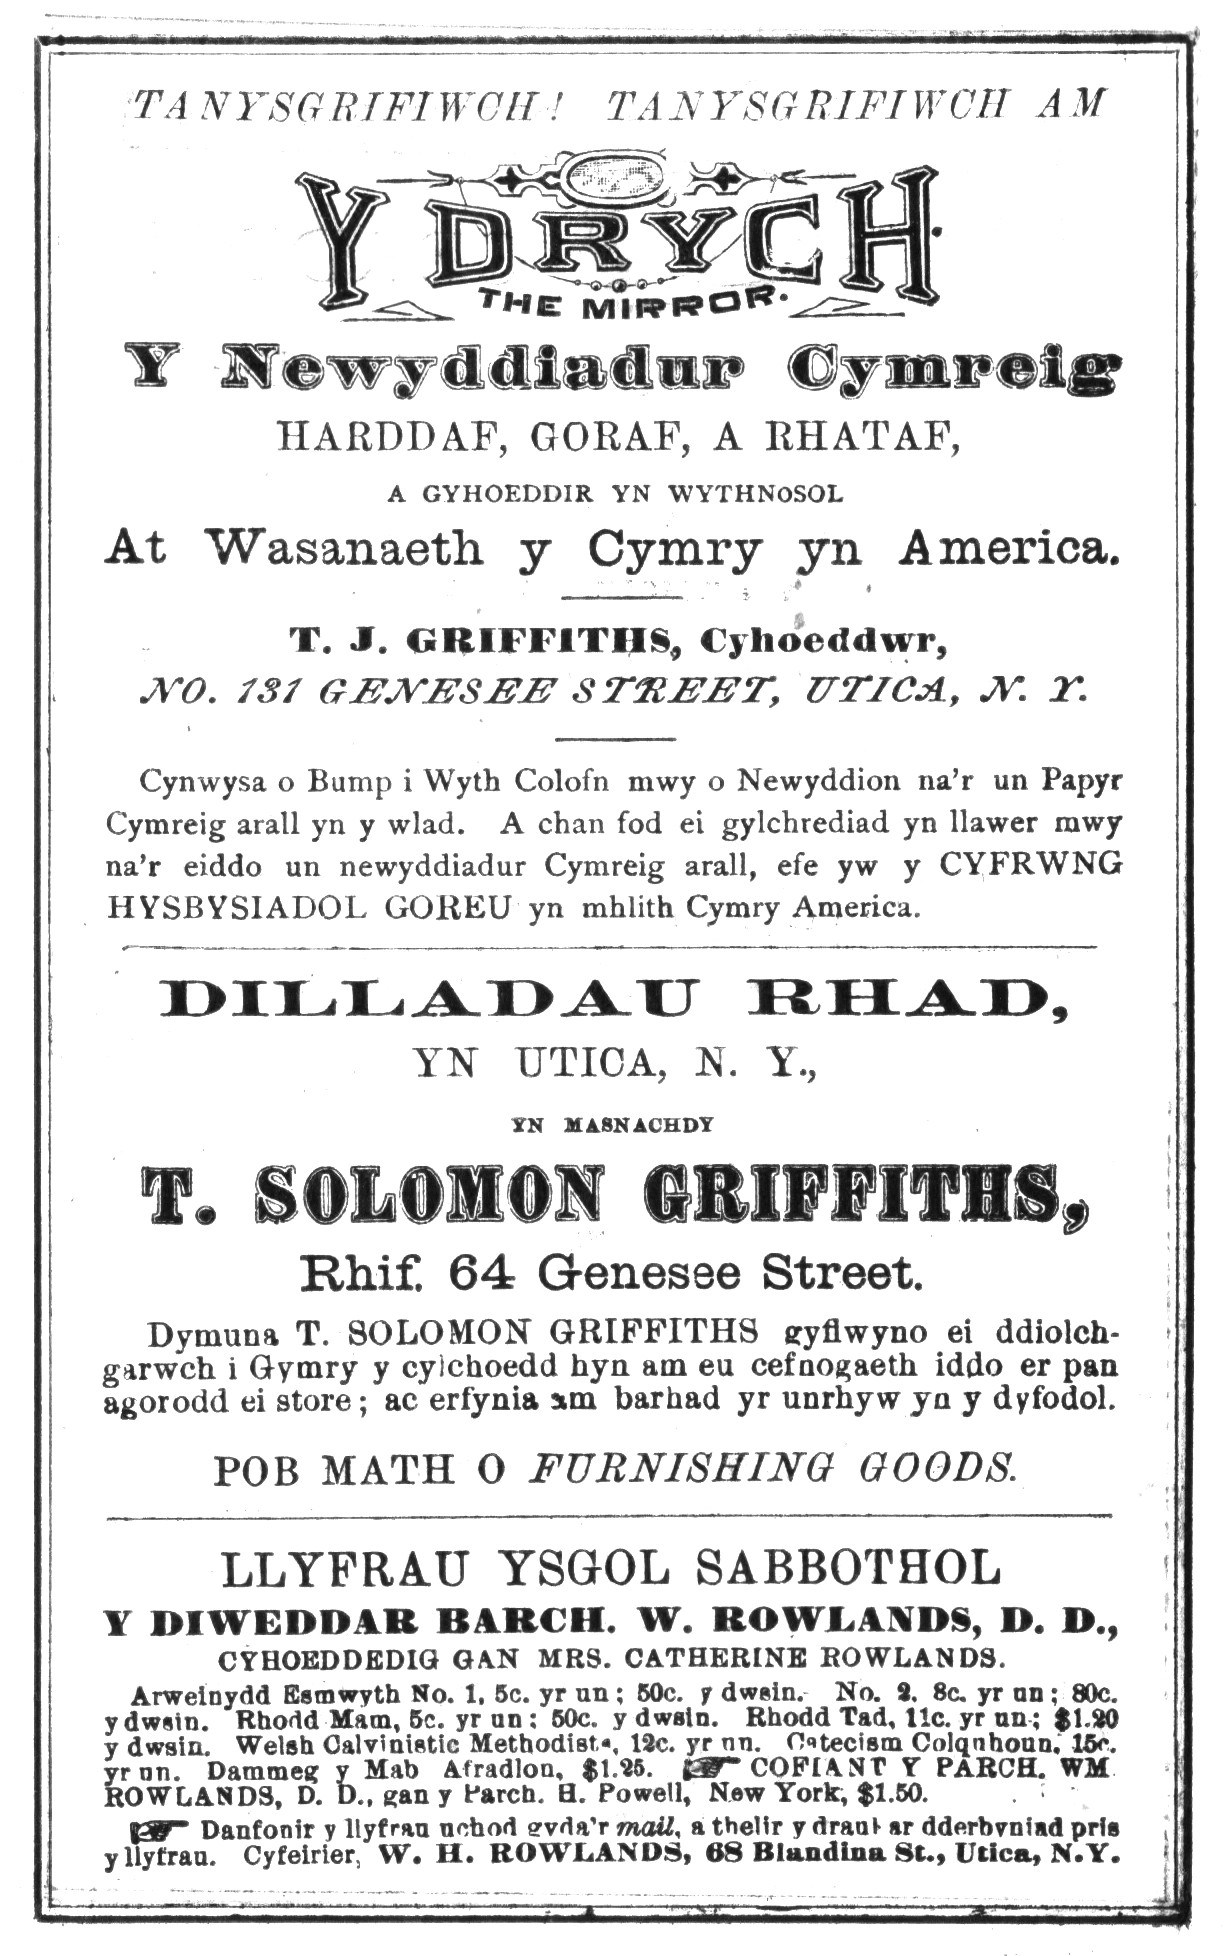 TANYSGRIFIWCH! TANYSGRIFIWCH AM
Y DRYCH.
THE MIRROR.
Y Newyddiadur Cymreig
HARDDAF, GORAF, A RHATAF,
A GYHOEDDIR YN WYTHNOSOL
At Wasanaeth y Cymry yn America.
T. J. GRIFFITHS, Cyhoeddwr,
NO. 131 GENESEE STREET, UTICA, N. Y.
Cynwysa o Bump i Wyth Colofn mwy o Newyddion na'r un Papyr
Cymreig arall yn y wlad. A chan fod ei gylchrediad yn llawer mwy
na'r eiddo un newyddiadur Cymreig arall, efe yw y CYFRWNG
HYSBYSIADOL GOREU yn mhlith Cymry America.
DILLADAU RHAD,
YN UTICA, N. Y.,
YN MASNACHDY
T. SOLOMON GRIFFITHS,
Rhif. 64 Genesee Street.
Dymuna T. SOLOMON GRIFFITHS gyflwyno ei ddiolch-
garwch i Gymry y cylchoedd hyn am eu cefnogaeth iddo er pan
agorodd ei store; ac erfynia am barhad yr unrhyw yn y dyfodol.
POB MATH O FURNISHING GOODS.
LLYFRAU YSGOL SABBOTHOL
Y DIWEDDAR BARCH. W. ROWLANDS, D. D.,
CYHOEDDEDIG GAN MRS. CATHERINE ROWLANDS.
Arweinydd Esmwyth No. 1, 5c. yr un; 50c. y dwsin. No. 2, 8c. yr un; 80c.
y dwsin. Rhodd Mam, 5c. yr un; 50c. y dwsin. Rhodd Tad, 11c. yr un; $1.20
y dwsin. Welsh Calvinistic Methodists, 12c. yr un. Catecism Colqnhoun, 15c.
yr un. Dammeg y Mab Afradlon, $1.25. COFIANT Y PARCH. WM
ROWLANDS, D. D., gan y Parch. H. Powell, New York, $1.50.
Danfonir y llyfrau uchod gyda'r mail, a thelir y draul ar dderbyniad pris
y llyfrau. Cyfeirier, W. H. ROWLANDS, 68 Blandina St., Utica, N.Y.